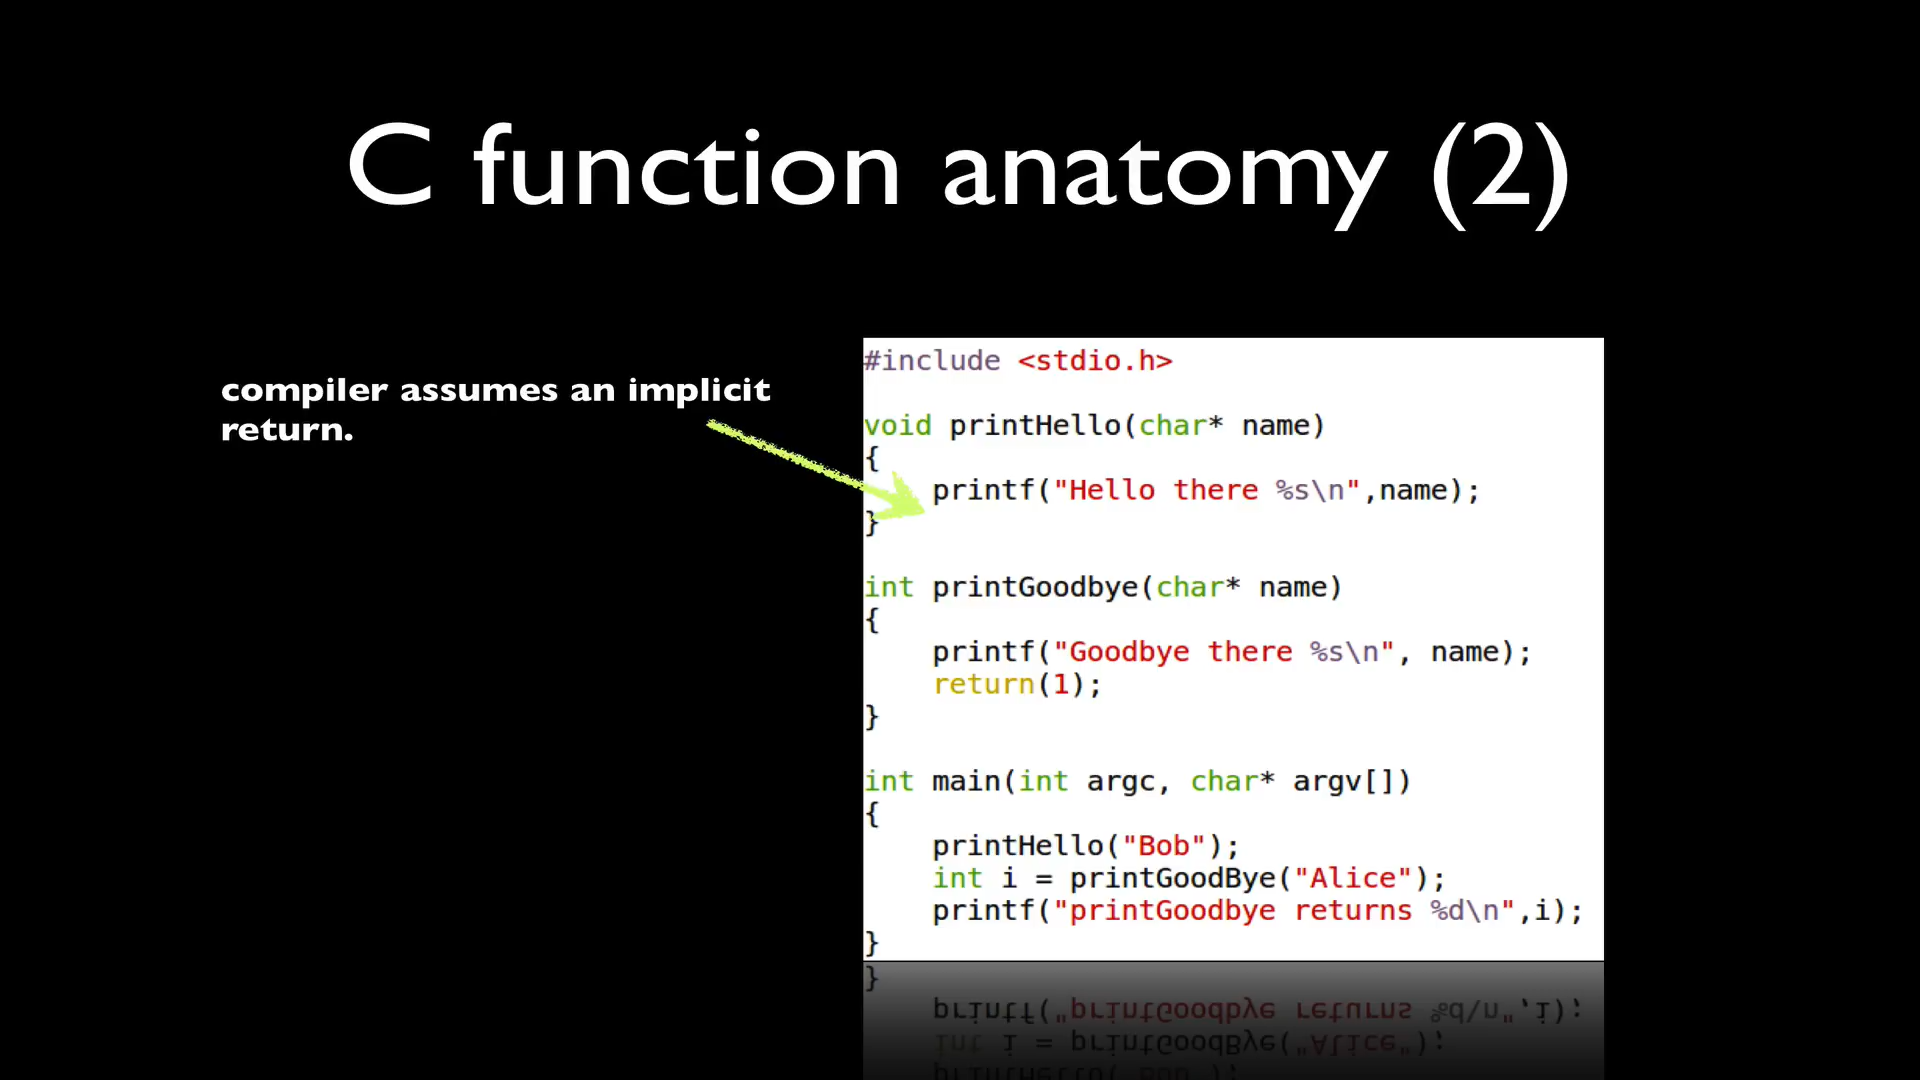 C function anatomy (2)
compiler assumes an implicit
return.
#include <stdio.h>
void printHello(char* name)
{
    printf("Hello there %s\n",name);
}
int printGoodbye(char* name)
{
    printf("Goodbye there %s\n", name);
    return(1);
}
int main(int argc, char* argv[])
{
    printHello("Bob");
    int i = printGoodBye("Alice");
    printf("printGoodbye returns %d\n",i);
}